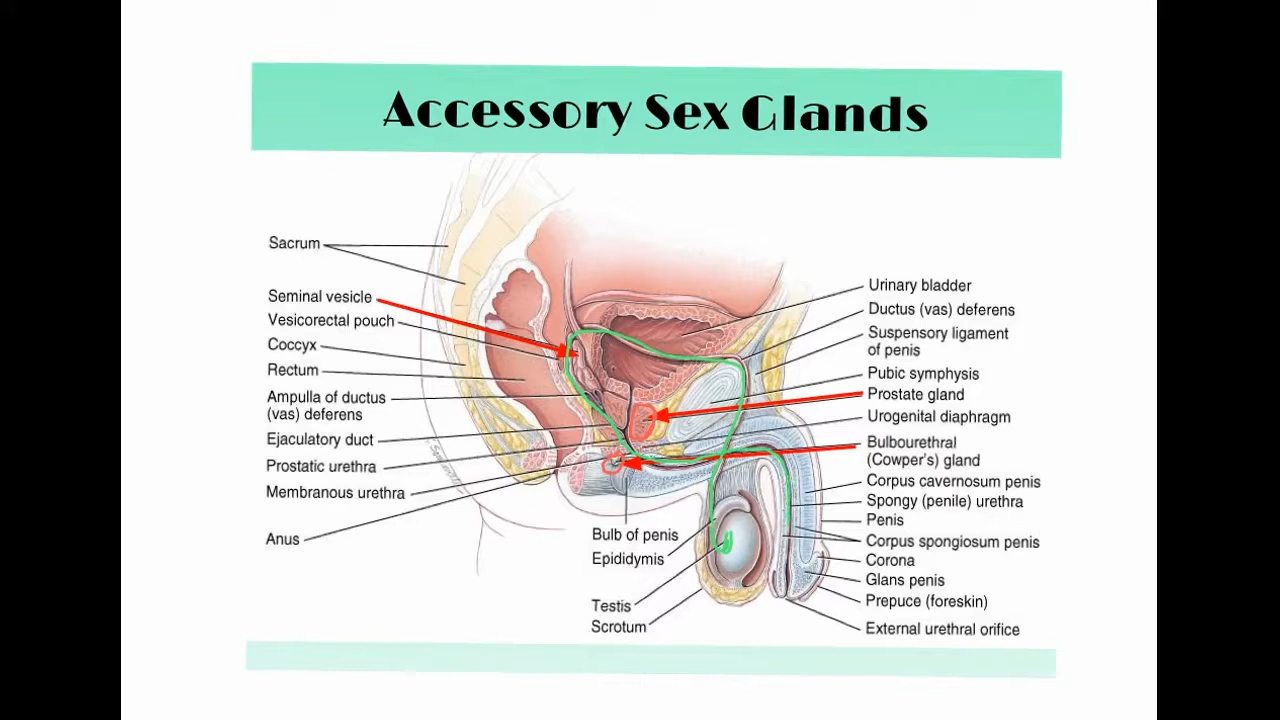 Accessory Sex Glands
Sacrum
Seminal vesicle
Vesicorectal pouch
Coccyx
Rectum
Ampulla of ductus
(vas) deferens
Ejaculatory duct
Prostatic urethra
Membranous urethra
Anus
Bulb of penis
Epididymis
Testis
Scrotum
Urinary bladder
Ductus (vas) deferens
Suspensory ligament
of penis
Pubic symphysis
Prostate gland
Urogenital diaphragm
Bulbourethral
(Cowper's) gland
Corpus cavernosum penis
Spongy (penile) urethra
Penis
Corpus spongiosum penis
Corona
Glans penis
Prepuce (foreskin)
External urethral orifice